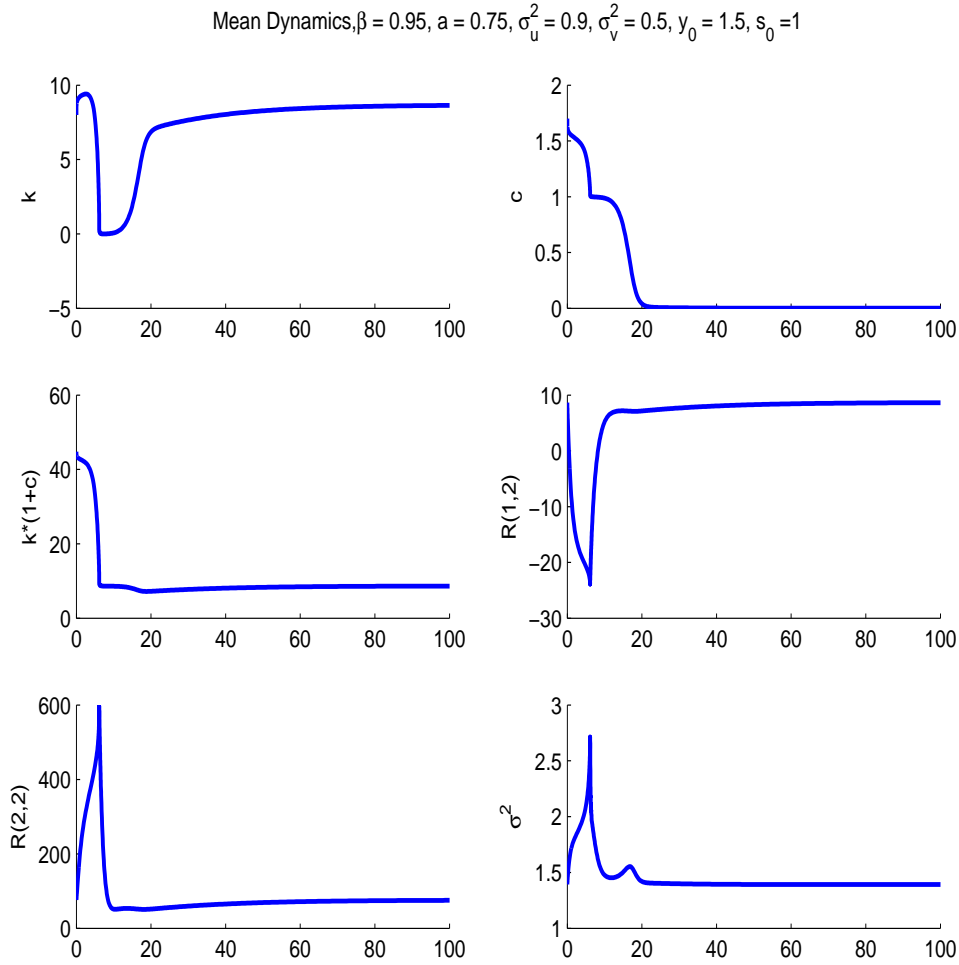 Mean Dynamics,β = 0.95, a = 0.75, σ_u^2 = 0.9, σ_v^2 = 0.5, y_0 = 1.5, s_0 =1
10
5
0
−5
k
0 20 40 60 80 100
2
1.5
1
0.5
0
c
0 20 40 60 80 100
60
40
20
0
k*(1+c)
0 20 40 60 80 100
10
0
−10
−20
−30
R(1,2)
0 20 40 60 80 100
600
400
200
0
R(2,2)
0 20 40 60 80 100
3
2.5
2
1.5
1
σ^2
0 20 40 60 80 100